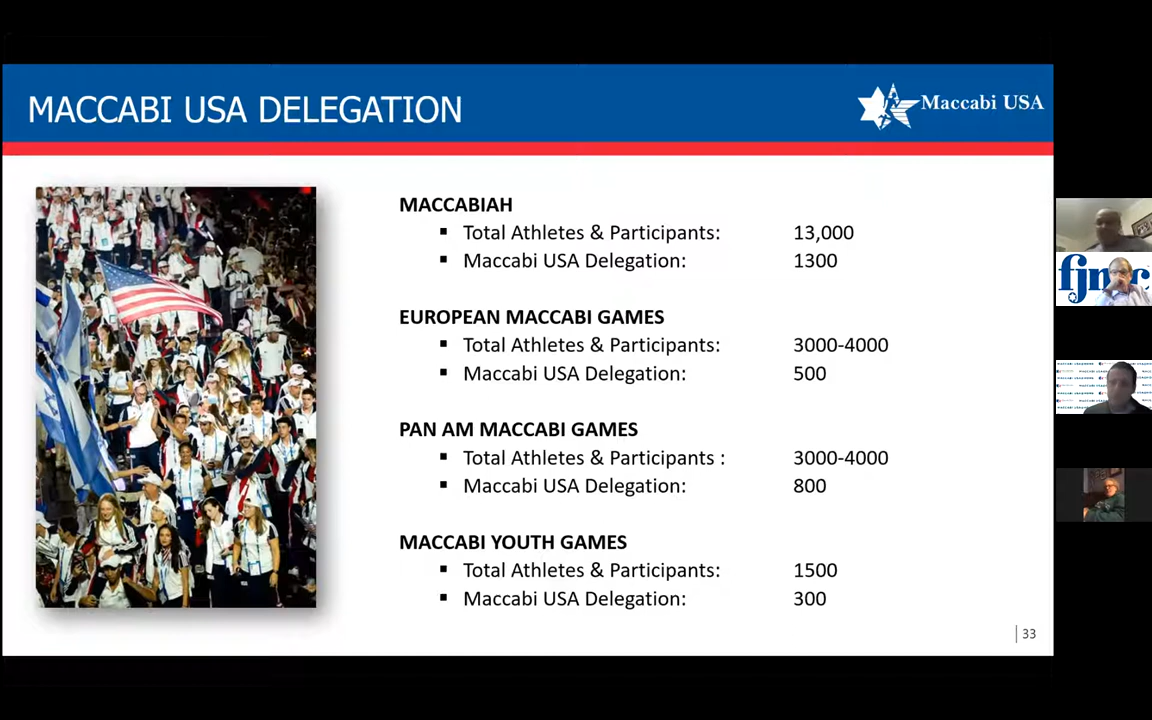 MACCABI USA DELEGATION
Maccabi USA
MACCABIAH
▪ Total Athletes & Participants: 13,000
▪ Maccabi USA Delegation: 1300
EUROPEAN MACCABI GAMES
▪ Total Athletes & Participants: 3000-4000
▪ Maccabi USA Delegation: 500
PAN AM MACCABI GAMES
▪ Total Athletes & Participants : 3000-4000
▪ Maccabi USA Delegation: 800
MACCABI YOUTH GAMES
▪ Total Athletes & Participants: 1500
▪ Maccabi USA Delegation: 300
33